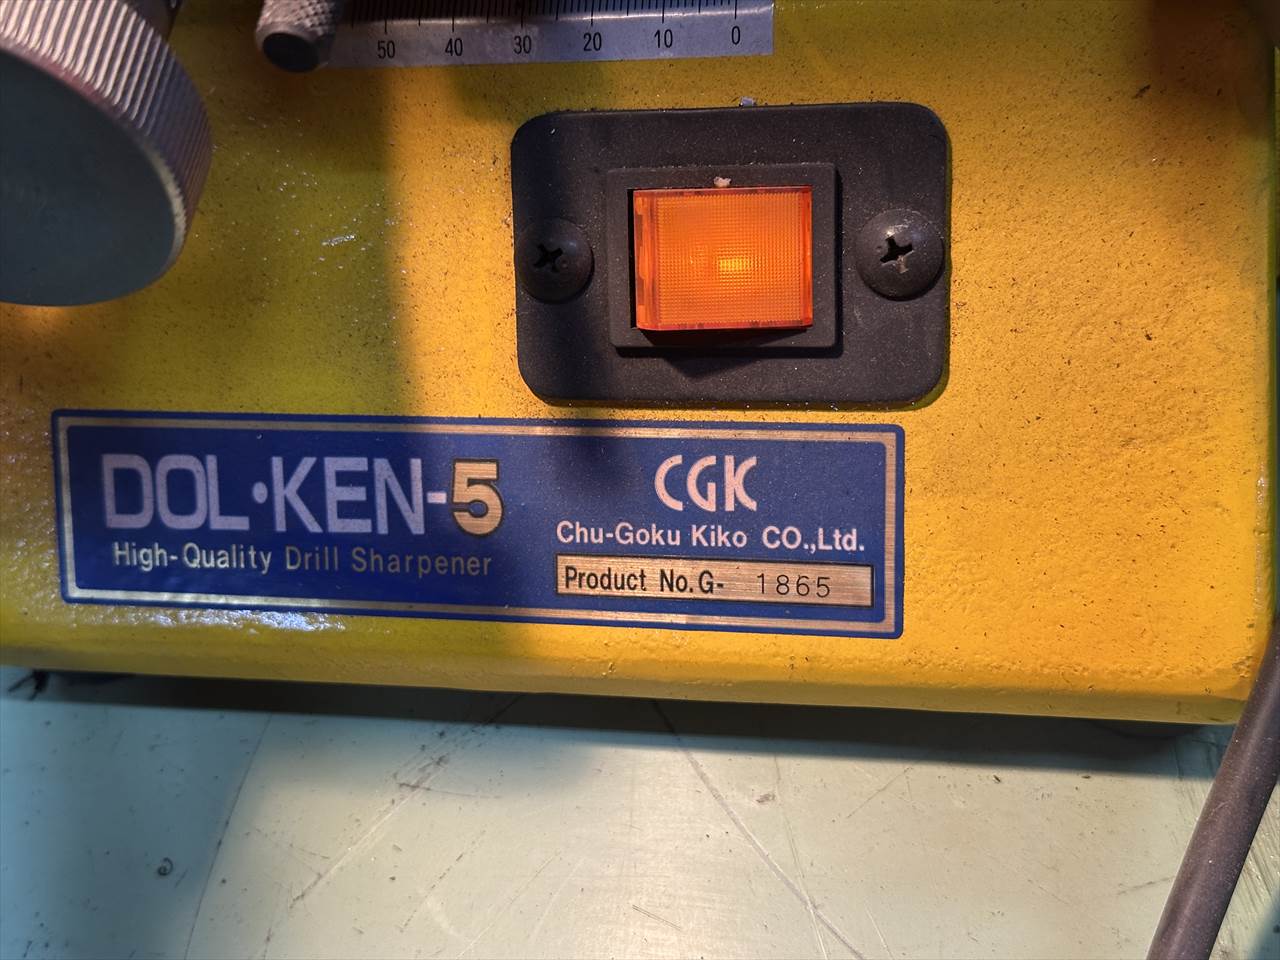 50 40 30 20 10 0
DOL·KEN-5
High-Quality Drill Sharpener
CGK
Chu-Goku Kiko CO.,Ltd.
Product No.G- 1865